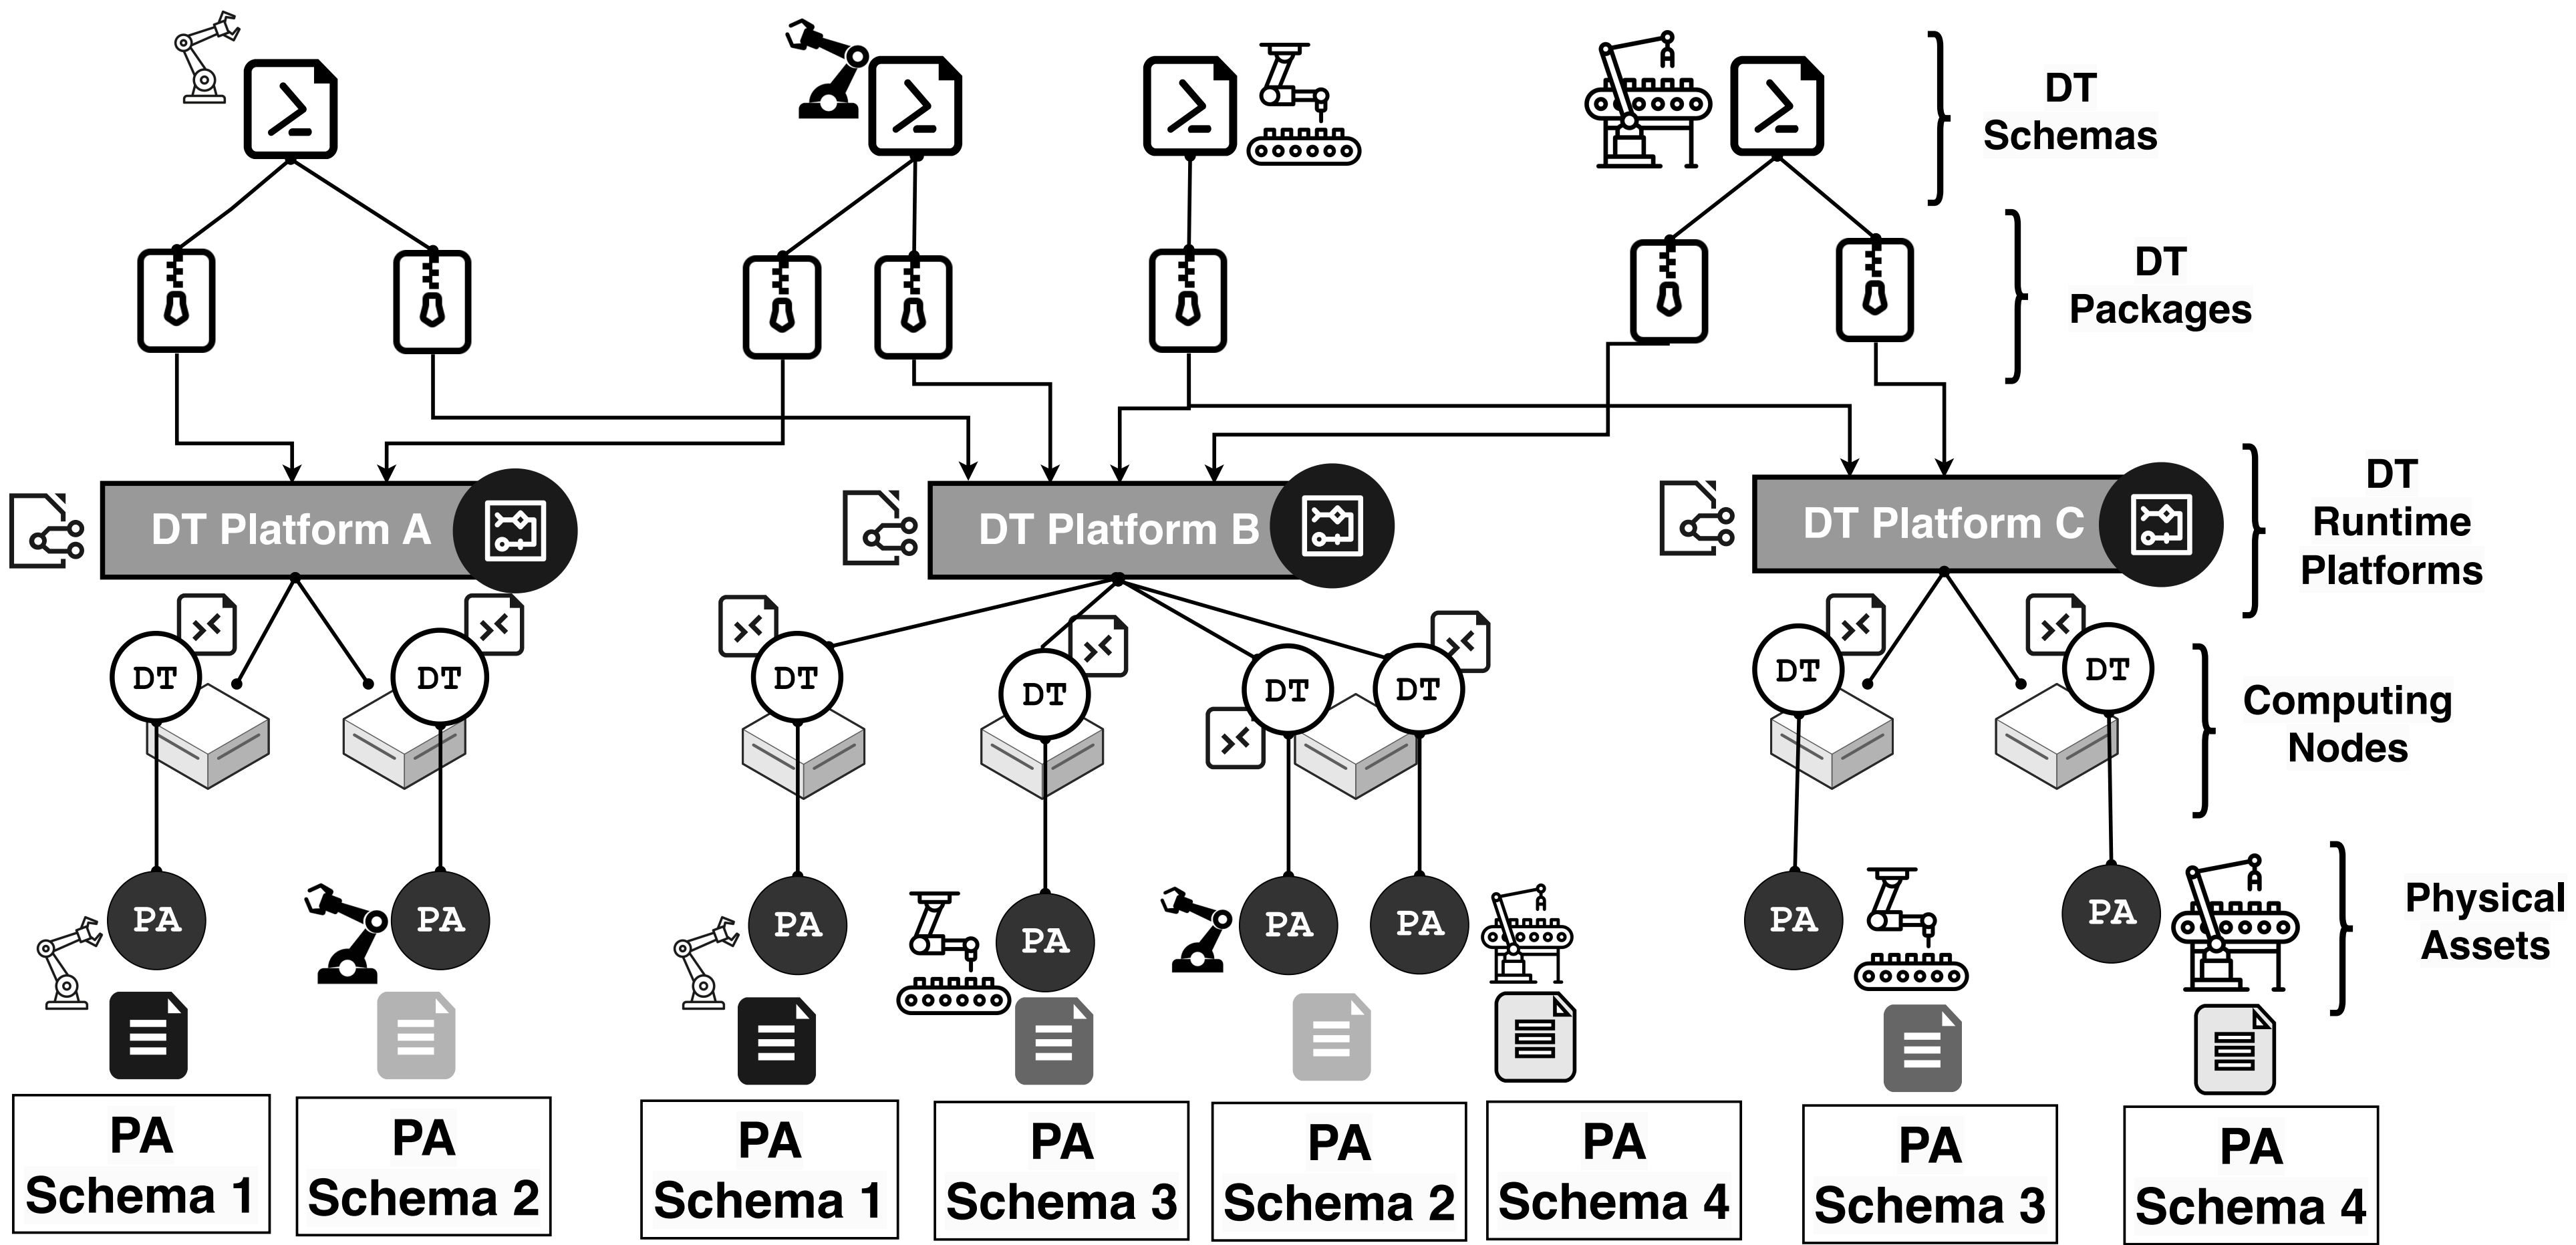 DT
Schemas
DT
Packages
DT Platform A
DT Platform B
DT Platform C
DT
Runtime
Platforms
DT
DT
DT
DT
DT
DT
DT
DT
Computing
Nodes
PA
PA
PA
PA
PA
PA
PA
PA
Physical
Assets
PA
Schema 1
PA
Schema 2
PA
Schema 1
PA
Schema 3
PA
Schema 2
PA
Schema 4
PA
Schema 3
PA
Schema 4